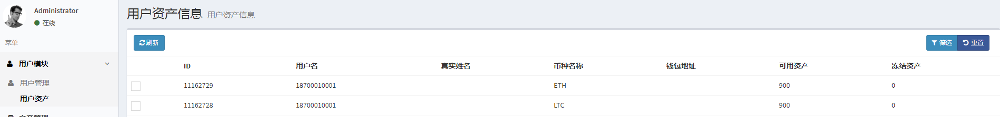 Administrator
在线
菜单
用户模块
用户管理
用户资产
用户资产信息 用户资产信息
刷新 筛选 重置
ID 用户名 真实姓名 币种名称 钱包地址 可用资产 冻结资产
11162729 18700010001 ETH 900 0
11162728 18700010001 LTC 900 0